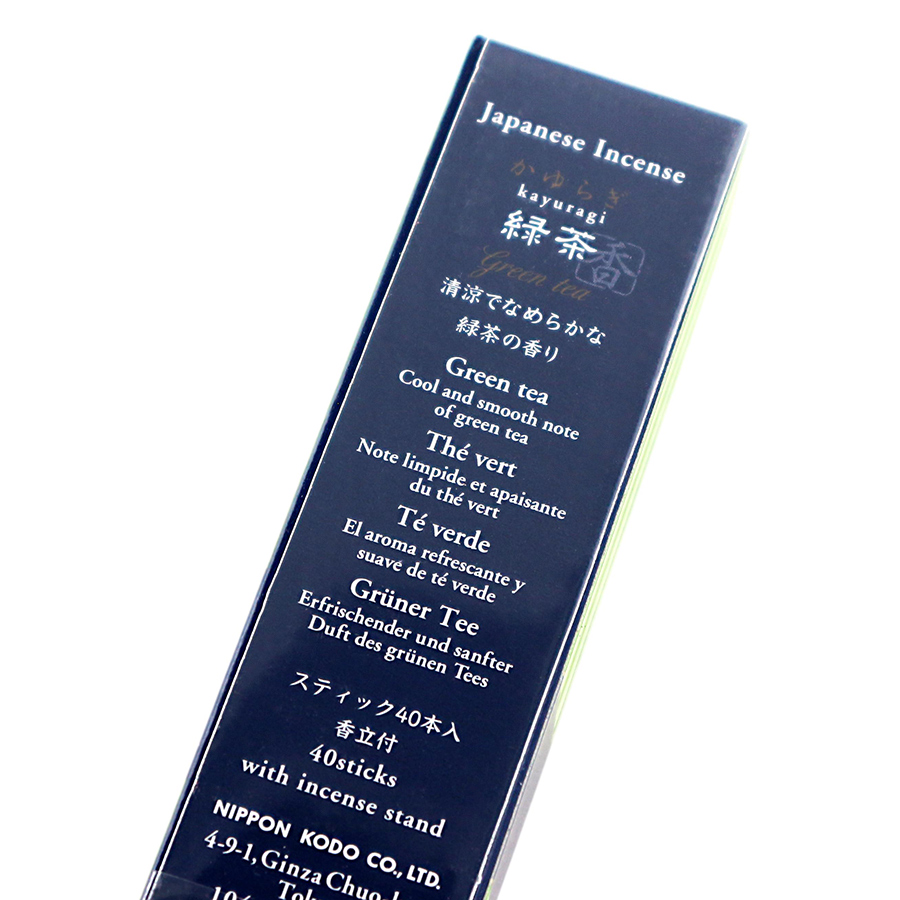 Japanese Incense
かゆらぎ
kayuragi
緑茶 香
Green tea
清涼でなめらかな
緑茶の香り
Green tea
Cool and smooth note
of green tea
Thé vert
Note limpide et apaisante
du thé vert
Té verde
El aroma refrescante y
suave de té verde
Grüner Tee
Erfrischender und sanfter
Duft des grünen Tees
スティック40本入
香立付
40sticks
with incense stand
NIPPON KODO CO., LTD.
4-9-1, Ginza